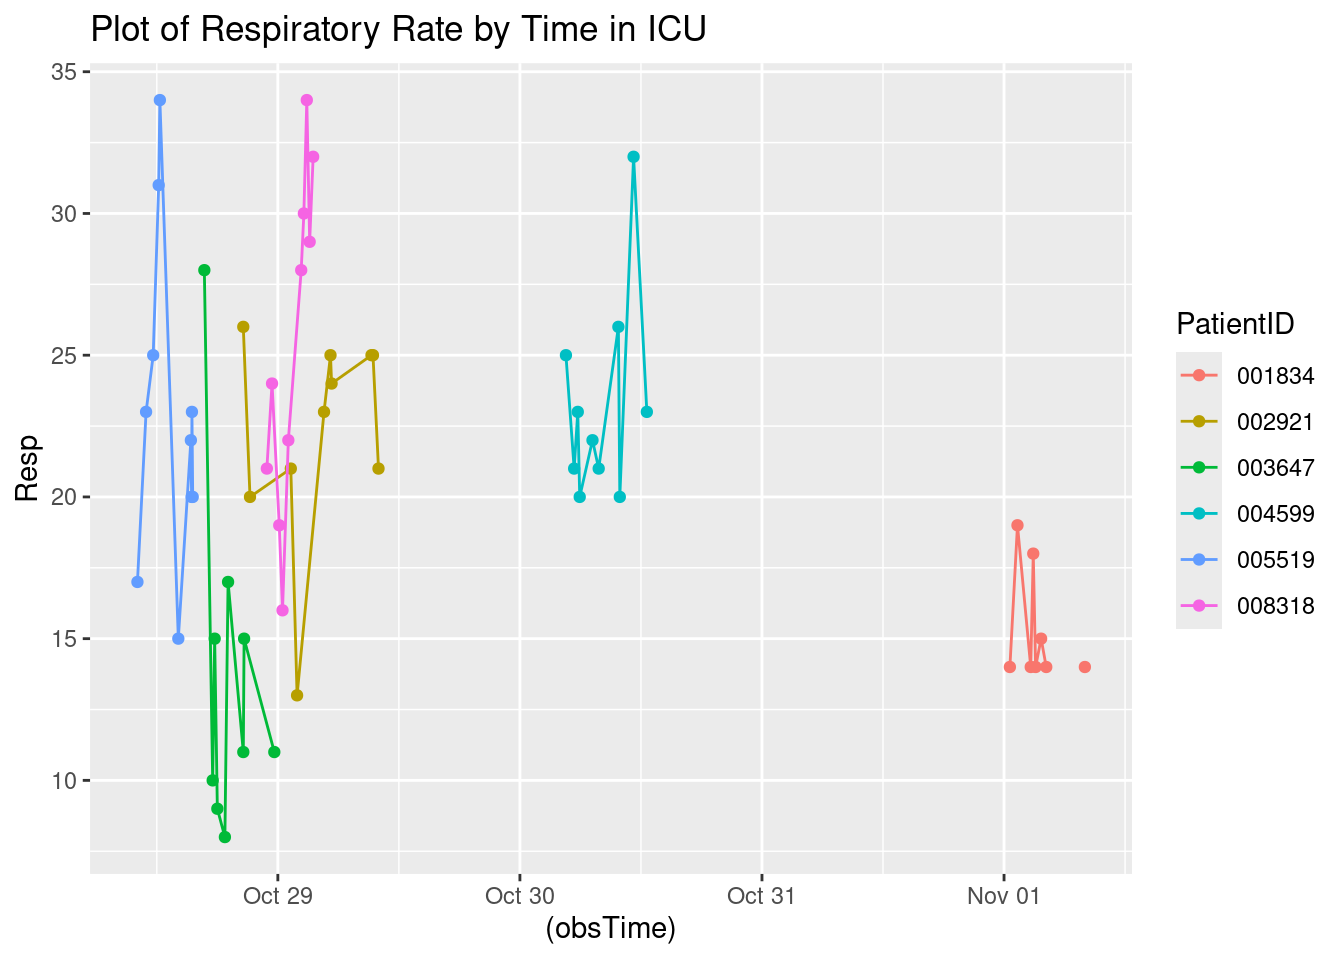 Plot of Respiratory Rate by Time in ICU
35
30
25
20
15
10
Resp
Oct 29 Oct 30 Oct 31 Nov 01
(obsTime)
PatientID
001834
002921
003647
004599
005519
008318